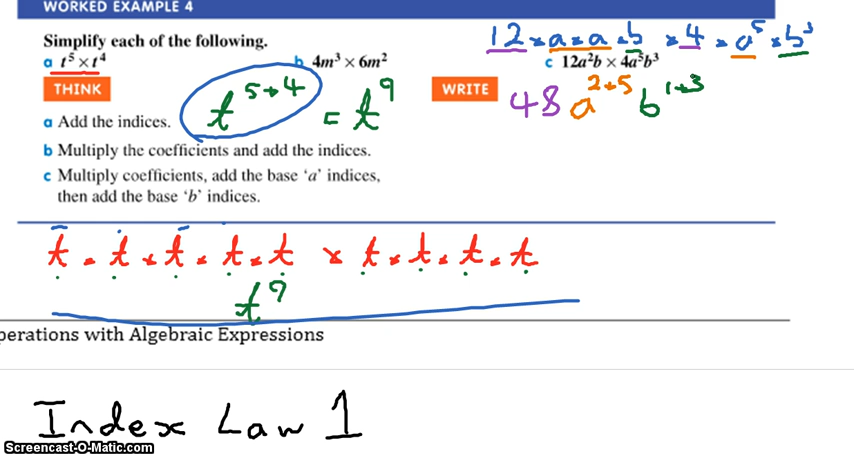 WORKED EXAMPLE 4
Simplify each of the following.
a t⁵ × t⁴
b 4m³ × 6m²
c 12a²b × 4a⁵b³
12 × a × a × b × 4 × a⁵ × b³
THINK
WRITE
t⁵⁺⁴ = t⁹
48 a²⁺⁵ b¹⁺³
a Add the indices.
b Multiply the coefficients and add the indices.
c Multiply coefficients, add the base ‘a’ indices,
then add the base ‘b’ indices.
t × t × t × t × t × t × t × t × t
t⁹
perations with Algebraic Expressions
Index Law 1
Screencast-O-Matic.com